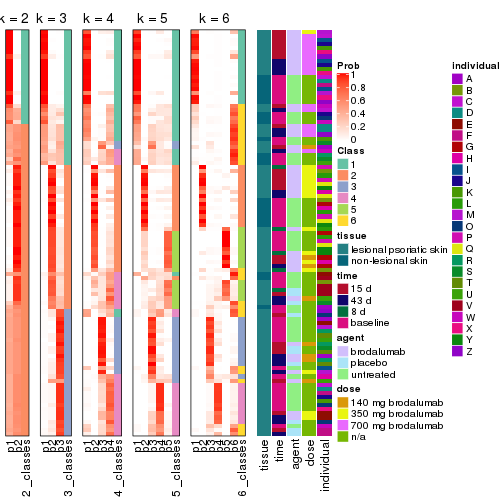 k = 2
k = 3
k = 4
k = 5
k = 6
p1
p2
2_classes
p1
p2
p3
3_classes
p1
p2
p3
p4
4_classes
p1
p2
p3
p4
p5
5_classes
p1
p2
p3
p4
p5
p6
6_classes
tissue
time
agent
dose
individual
Prob
1
0.8
0.6
0.4
0.2
0
Class
1
2
3
4
5
6
tissue
lesional psoriatic skin
non-lesional skin
time
15 d
43 d
8 d
baseline
agent
brodalumab
placebo
untreated
dose
140 mg brodalumab
350 mg brodalumab
700 mg brodalumab
n/a
individual
A
B
C
D
E
F
G
H
I
J
K
L
M
O
P
Q
R
S
T
U
V
W
X
Y
Z